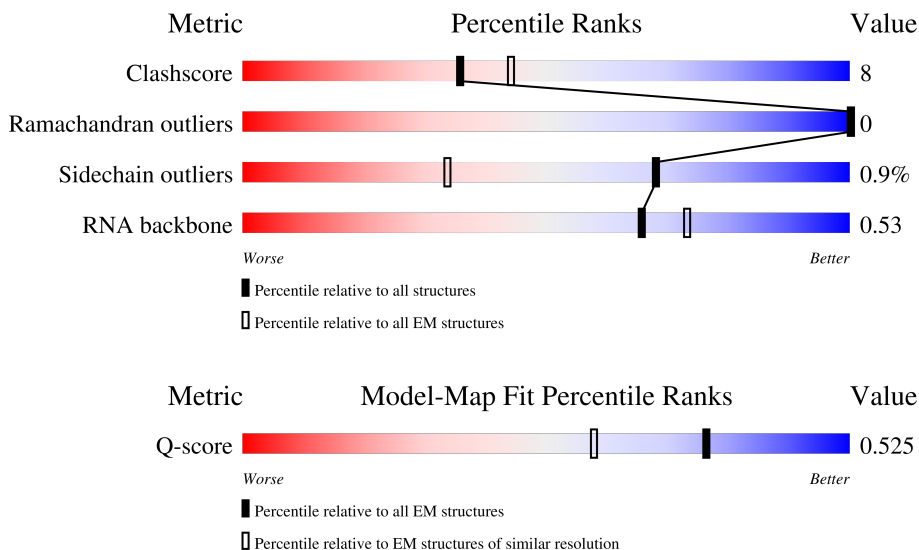 Metric Percentile Ranks Value
Clashscore 8
Ramachandran outliers 0
Sidechain outliers 0.9%
RNA backbone 0.53
Worse Better
Percentile relative to all structures
Percentile relative to all EM structures
Metric Model-Map Fit Percentile Ranks Value
Q-score 0.525
Worse Better
Percentile relative to all EM structures
Percentile relative to EM structures of similar resolution